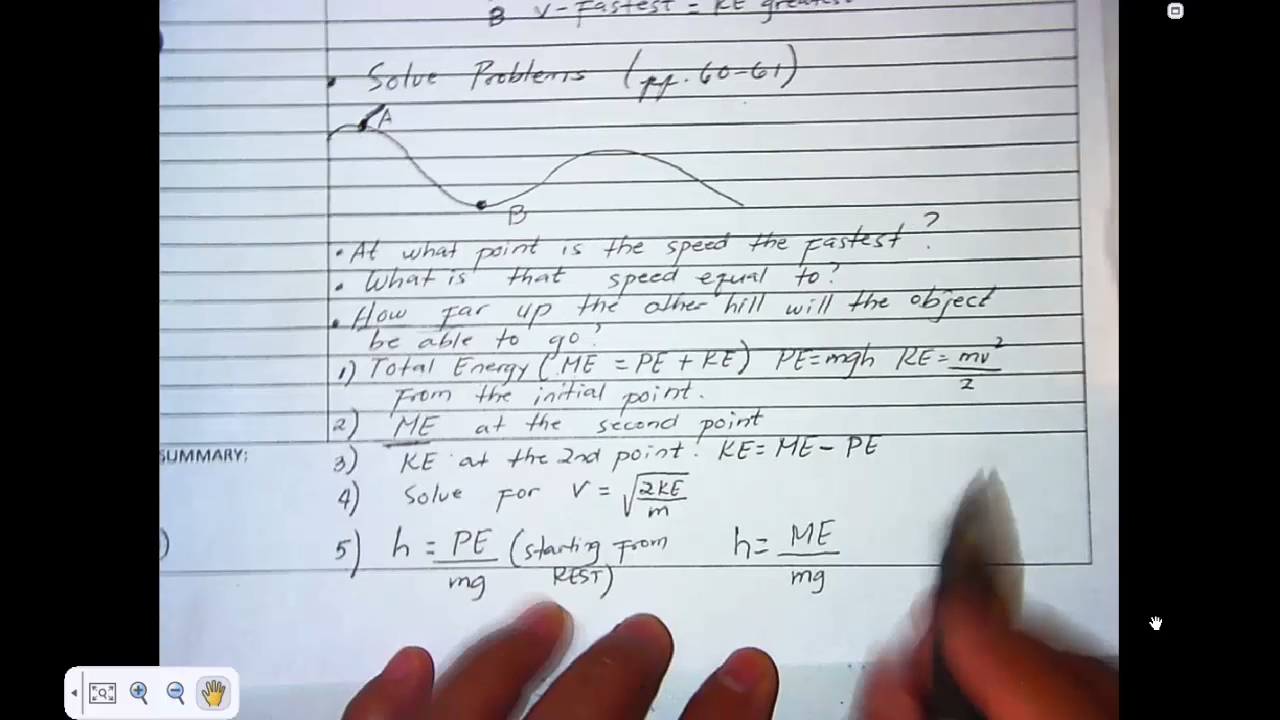 B V-Fastest = KE greatest
• Solve Problems (pp. 60-61)
A
B
• At what point is the speed the fastest?
• What is that speed equal to?
• How far up the other hill will the object
be able to go?
1) Total Energy (ME = PE + KE) PE=mgh KE= mv²/2
from the initial point.
2) ME at the second point
SUMMARY:
3) KE at the 2nd point. KE= ME - PE
4) Solve for V = √(2KE/m)
5) h = PE/mg (starting from REST) h= ME/mg